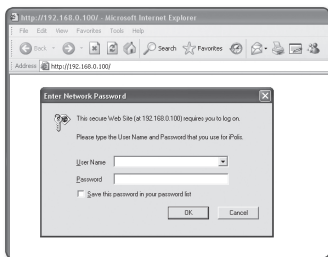 http://192.168.0.100/ - Microsoft Internet Explorer
File Edit View Favorites Tools Help
Back Search Favorites
Address http://192.168.0.100/
Enter Network Password
This secure Web Site (at 192.168.0.100) requires you to log on.
Please type the User Name and Password that you use for iPolis.
User Name
Password
Save this password in your password list
OK Cancel